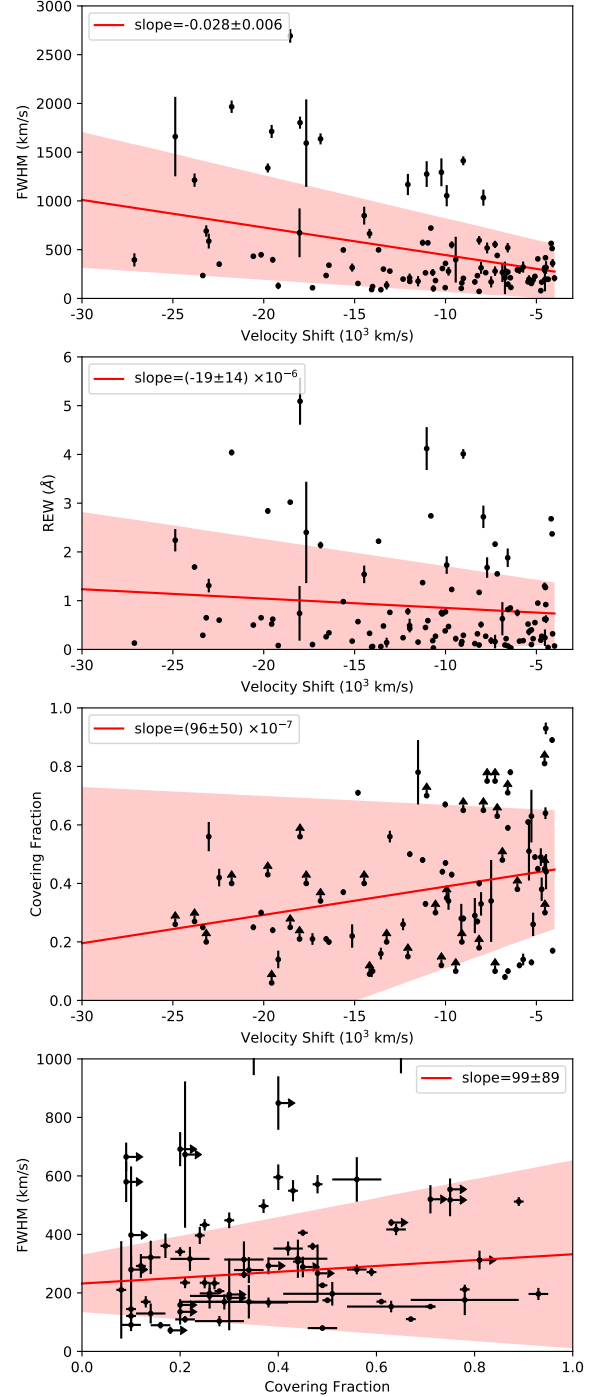 3000
2500
2000
1500
1000
500
0
FWHM (km/s)
slope=-0.028±0.006
-30 -25 -20 -15 -10 -5
Velocity Shift (10³ km/s)
6
5
4
3
2
1
0
REW (Å)
slope=(-19±14) ×10⁻⁶
-30 -25 -20 -15 -10 -5
Velocity Shift (10³ km/s)
1.0
0.8
0.6
0.4
0.2
0.0
Covering Fraction
slope=(96±50) ×10⁻⁷
-30 -25 -20 -15 -10 -5
Velocity Shift (10³ km/s)
1000
800
600
400
200
0
FWHM (km/s)
slope=99±89
0.0 0.2 0.4 0.6 0.8 1.0
Covering Fraction